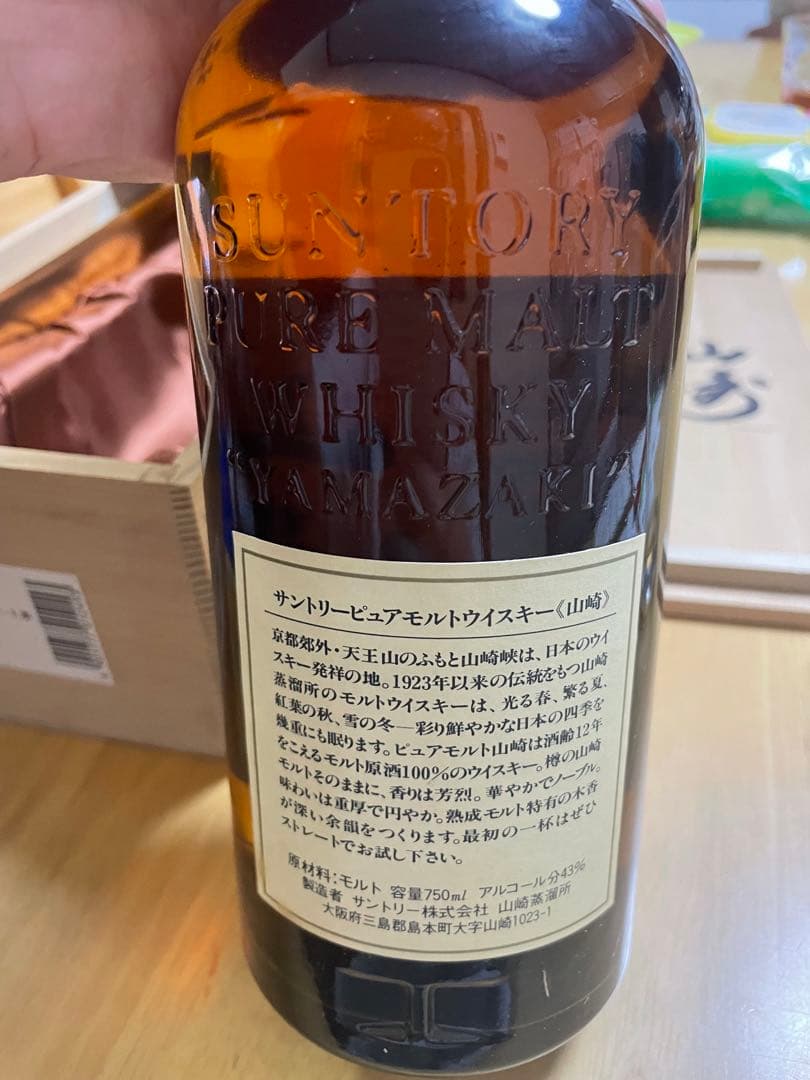 SUNTORY
PURE MALT
WHISKY
"YAMAZAKI"
サントリーピュアモルトウイスキー《山崎》
京都郊外・天王山のふもと山崎峡は、日本のウイ
スキー発祥の地。1923年以来の伝統をもつ山崎
蒸溜所のモルトウイスキーは、光る春、繁る夏、
紅葉の秋、雪の冬―彩り鮮やかな日本の四季を
幾重にも眠ります。ピュアモルト山崎は酒齢12年
をこえるモルト原酒100%のウイスキー。樽の山崎
モルトそのままに、香りは芳烈。華やかでノーブル。
味わいは重厚で円やか。熟成モルト特有の木香
が深い余韻をつくります。最初の一杯はぜひ
ストレートでお試し下さい。
原材料:モルト 容量750ml アルコール分43%
製造者 サントリー株式会社 山崎蒸溜所
大阪府三島郡島本町大字山崎1023-1
山崎